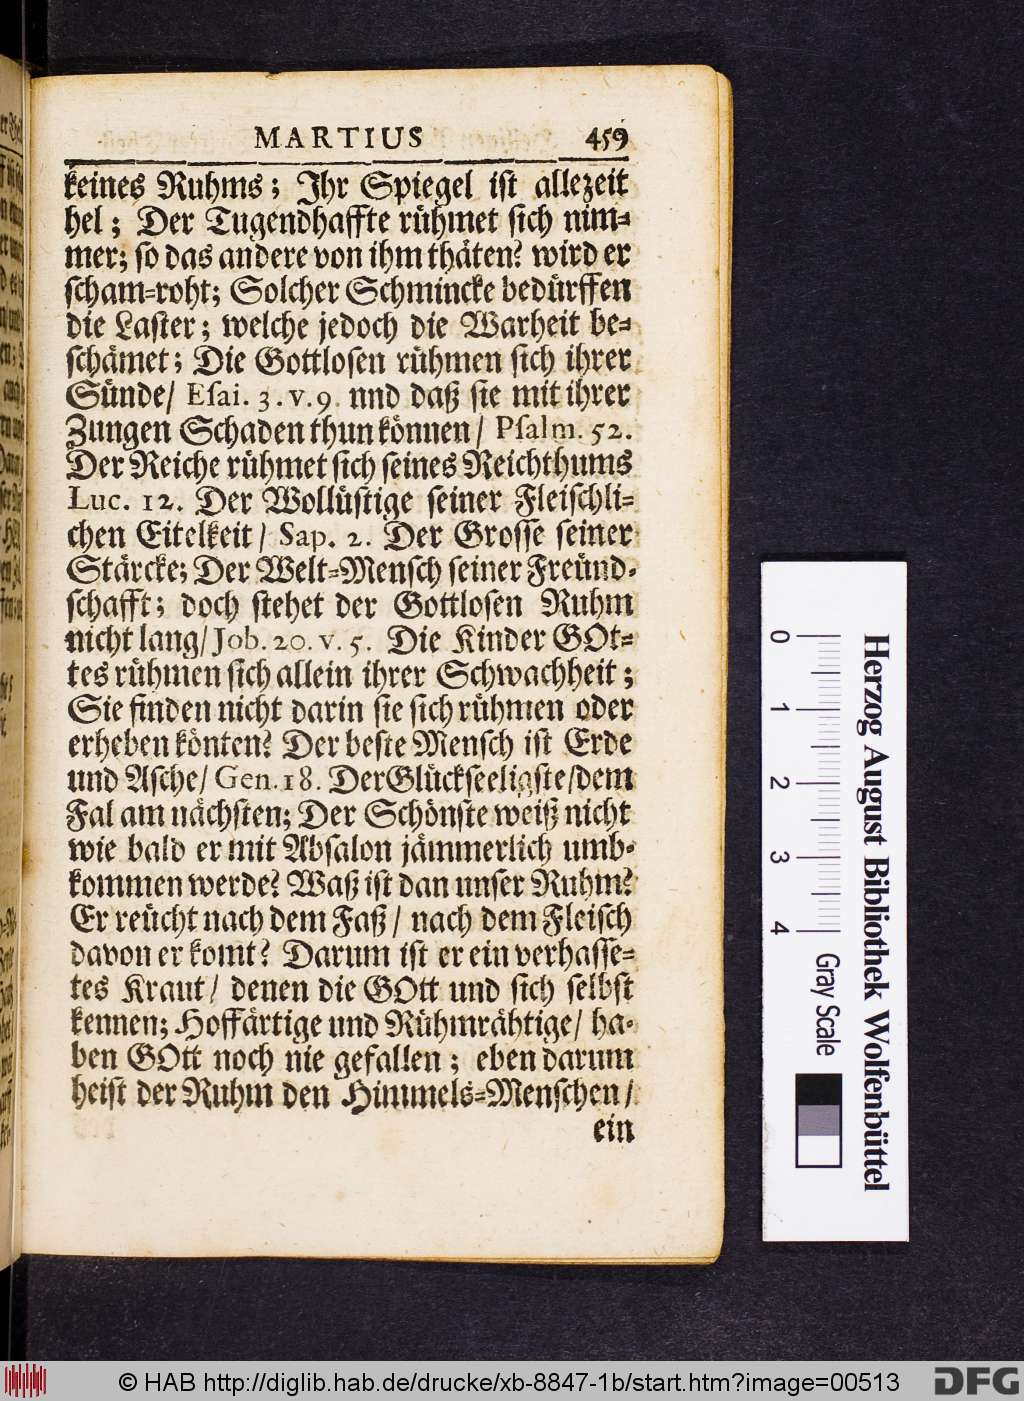 MARTIUS 459
keines Ruhms; Ihr Spiegel ist allezeit
hel; Der Tugendhaffte rühmet sich nim=
mer; so das andere von ihm thäten? wird er
scham=roht; Solcher Schmincke bedürffen
die Laster; welche jedoch die Warheit be=
schämet; Die Gottlosen rühmen sich ihrer
Sünde/ Esai. 3. v. 9. nnd daß sie mit ihrer
Zungen Schaden thun können/ Psalm. 52.
Der Reiche rühmet sich seines Reichthums
Luc. 12. Der Wollüstige seiner Fleischli=
chen Eitelkeit/ Sap. 2. Der Grosse seiner
Stärcke; Der Welt=Mensch seiner Freünd=
schafft; doch stehet der Gottlosen Ruhm
nicht lang/ Job. 20. v. 5. Die Kinder GOt=
tes rühmen sich allein ihrer Schwachheit;
Sie finden nicht darin sie sich rühmen oder
erheben könten? Der beste Mensch ist Erde
und Asche/ Gen. 18. Der Glückseeligste/dem
Fal am nächsten; Der Schönste weiß nicht
wie bald er mit Absalon jämmerlich umb=
kommen werde? Waß ist dan unser Ruhm?
Er reücht nach dem Faß/ nach dem Fleisch
davon er komt? Darum ist er ein verhasse=
tes Kraut/ denen die GOtt und sich selbst
kennen; Hoffärtige und Rühmrähtige/ ha=
ben GOtt noch nie gefallen; eben darum
heist der Ruhm den Himmels=Menschen/
ein
0 1 2 3 4
Gray Scale
Herzog August Bibliothek Wolfenbüttel
© HAB http://diglib.hab.de/drucke/xb-8847-1b/start.htm?image=00513
DFG